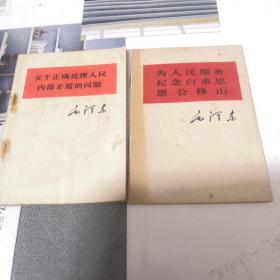 关于正确处理人民
内部矛盾的问题
毛泽东
为人民服务
纪念白求恩
愚公移山
毛泽东